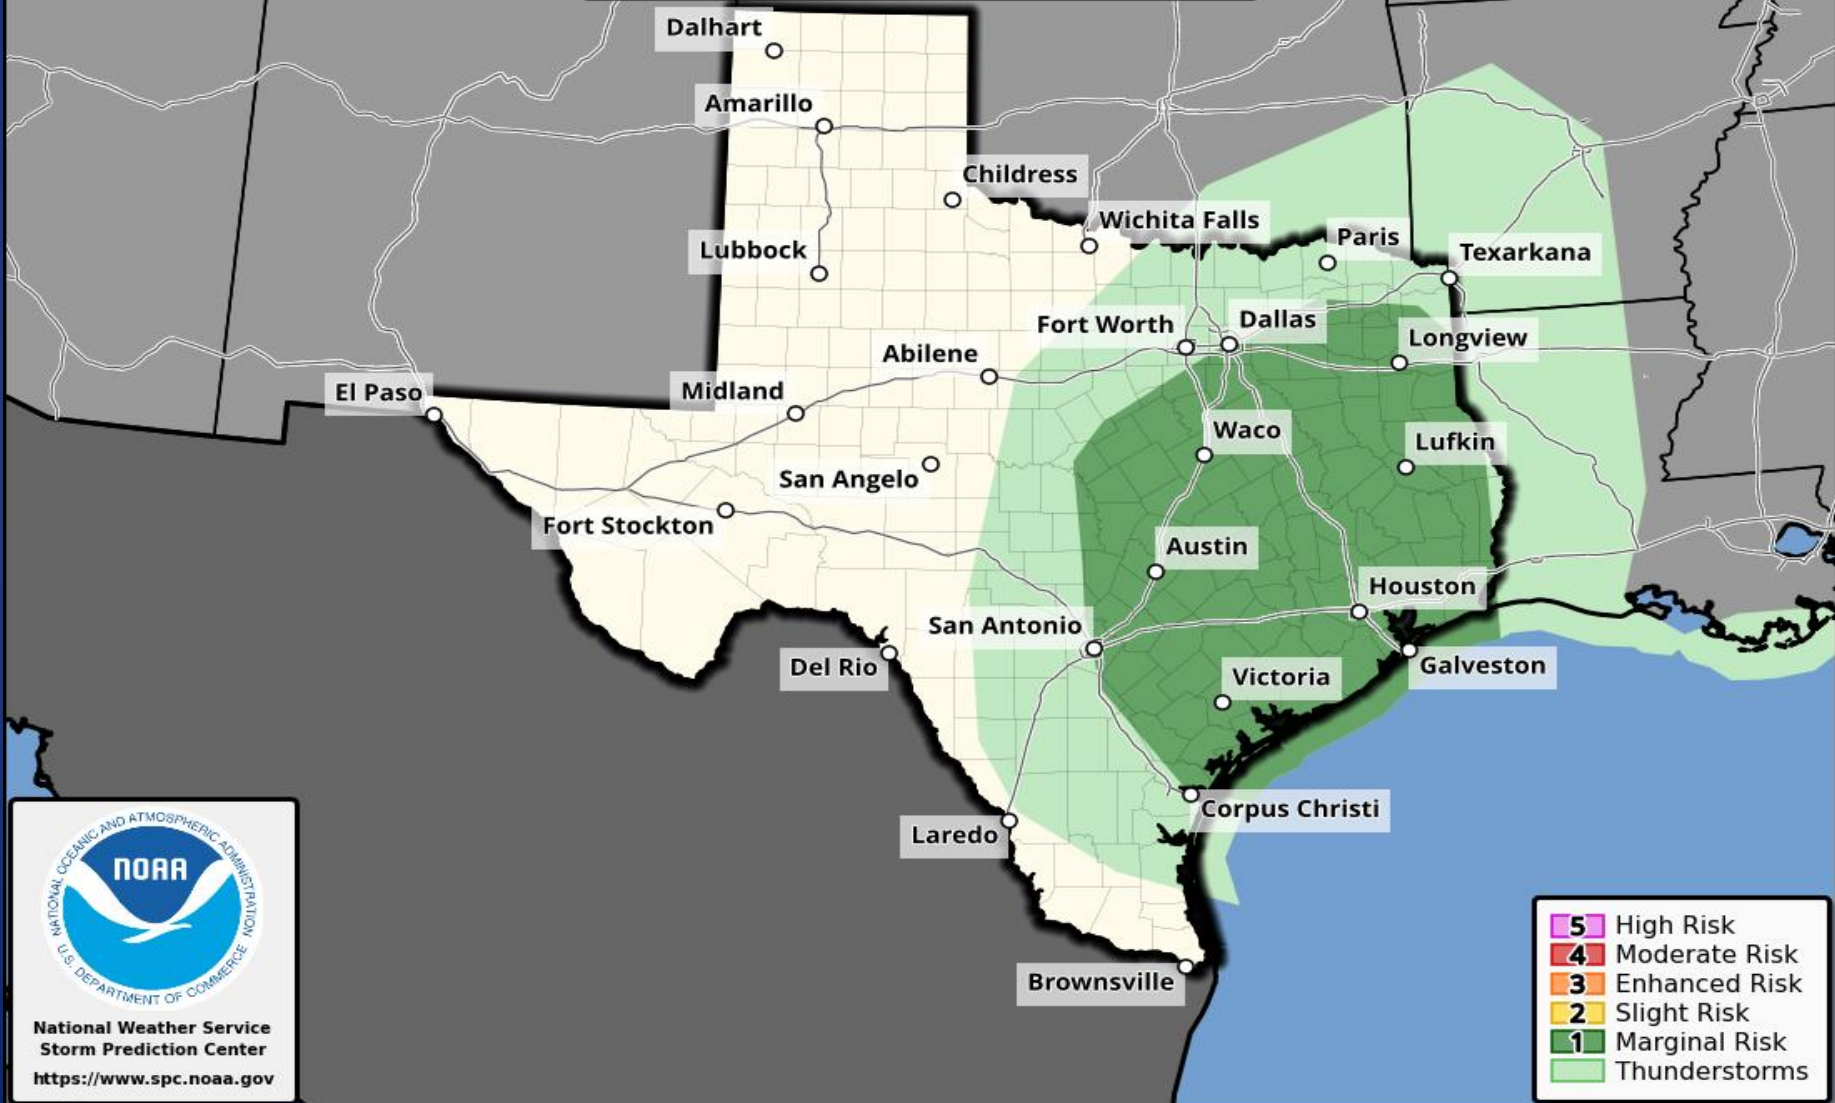 Dalhart
Amarillo
Childress
Wichita Falls
Lubbock
Paris
Texarkana
Fort Worth
Dallas
Longview
Abilene
El Paso
Midland
Waco
Lufkin
San Angelo
Fort Stockton
Austin
Houston
San Antonio
Del Rio
Galveston
Victoria
Corpus Christi
Laredo
Brownsville
NATIONAL OCEANIC AND ATMOSPHERIC ADMINISTRATION
NOAA
U.S. DEPARTMENT OF COMMERCE
National Weather Service
Storm Prediction Center
https://www.spc.noaa.gov
5 High Risk
4 Moderate Risk
3 Enhanced Risk
2 Slight Risk
1 Marginal Risk
Thunderstorms